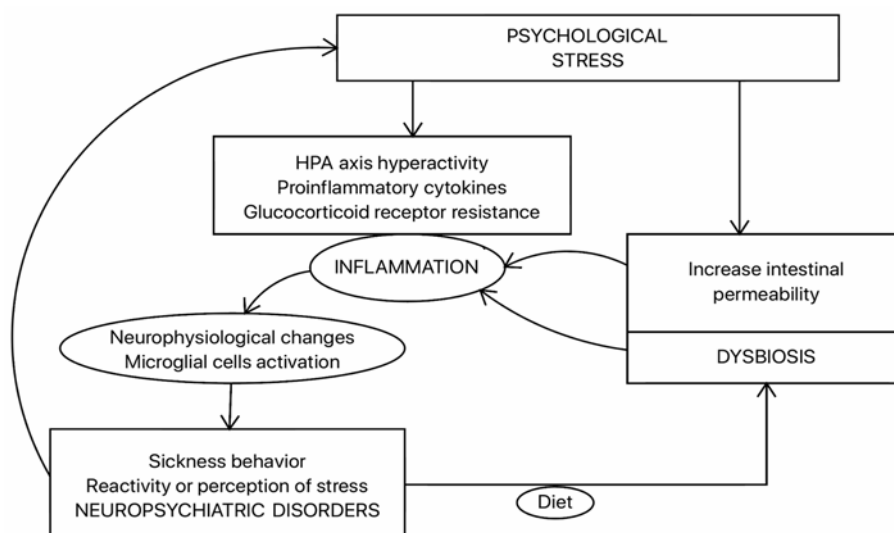 PSYCHOLOGICAL
STRESS
HPA axis hyperactivity
Proinflammatory cytokines
Glucocorticoid receptor resistance
INFLAMMATION
Increase intestinal
permeability
DYSBIOSIS
Neurophysiological changes
Microglial cells activation
Sickness behavior
Reactivity or perception of stress
NEUROPSYCHIATRIC DISORDERS
Diet